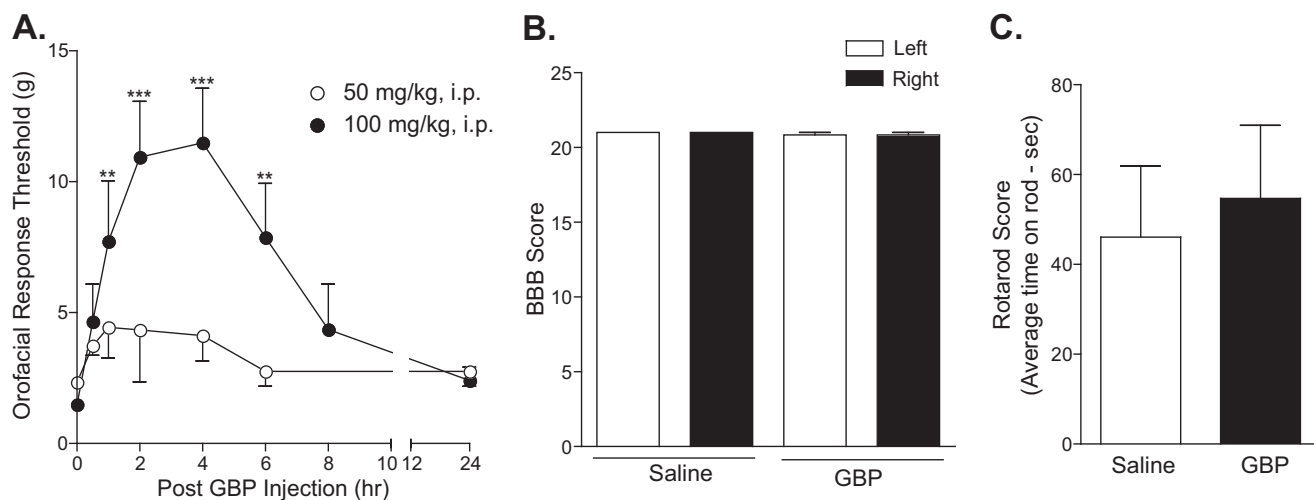 A.
15
10
5
0
Orofacial Response Threshold (g)
**
***
***
**
50 mg/kg, i.p.
100 mg/kg, i.p.
0 2 4 6 8 10 12 24
Post GBP Injection (hr)
B.
Left
Right
25
20
15
10
5
0
BBB Score
Saline GBP
C.
80
60
40
20
0
Rotarod Score
(Average time on rod - sec)
Saline GBP